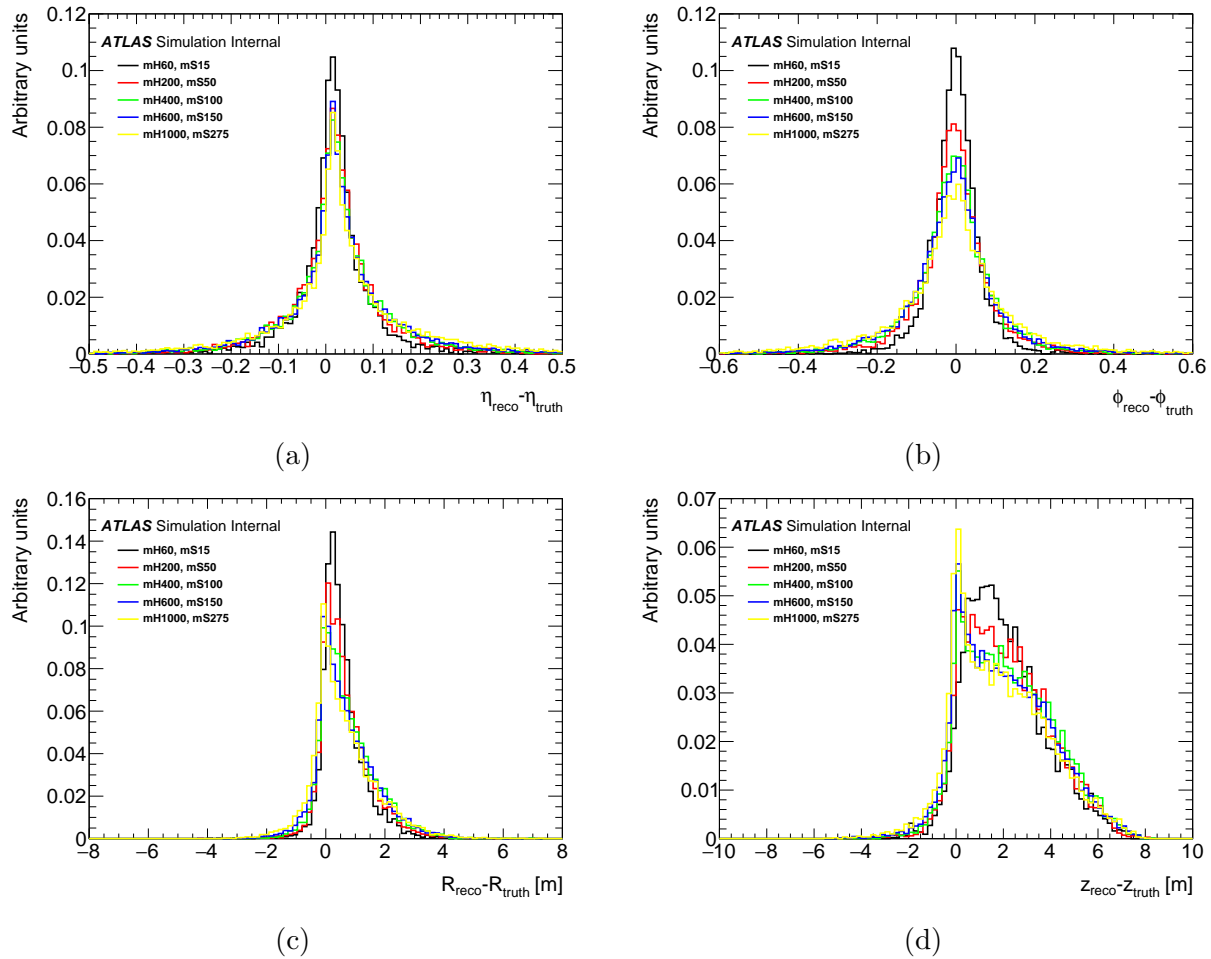 Arbitrary units
0.12
0.1
0.08
0.06
0.04
0.02
0
ATLAS Simulation Internal
mH60, mS15
mH200, mS50
mH400, mS100
mH600, mS150
mH1000, mS275
−0.5 −0.4 −0.3 −0.2 −0.1 0 0.1 0.2 0.3 0.4 0.5
ηreco-ηtruth
(a)
Arbitrary units
0.12
0.1
0.08
0.06
0.04
0.02
0
ATLAS Simulation Internal
mH60, mS15
mH200, mS50
mH400, mS100
mH600, mS150
mH1000, mS275
−0.6 −0.4 −0.2 0 0.2 0.4 0.6
ϕreco-ϕtruth
(b)
Arbitrary units
0.16
0.14
0.12
0.1
0.08
0.06
0.04
0.02
0
ATLAS Simulation Internal
mH60, mS15
mH200, mS50
mH400, mS100
mH600, mS150
mH1000, mS275
−8 −6 −4 −2 0 2 4 6 8
Rreco-Rtruth [m]
(c)
Arbitrary units
0.07
0.06
0.05
0.04
0.03
0.02
0.01
0
ATLAS Simulation Internal
mH60, mS15
mH200, mS50
mH400, mS100
mH600, mS150
mH1000, mS275
−10 −8 −6 −4 −2 0 2 4 6 8 10
zreco-ztruth [m]
(d)